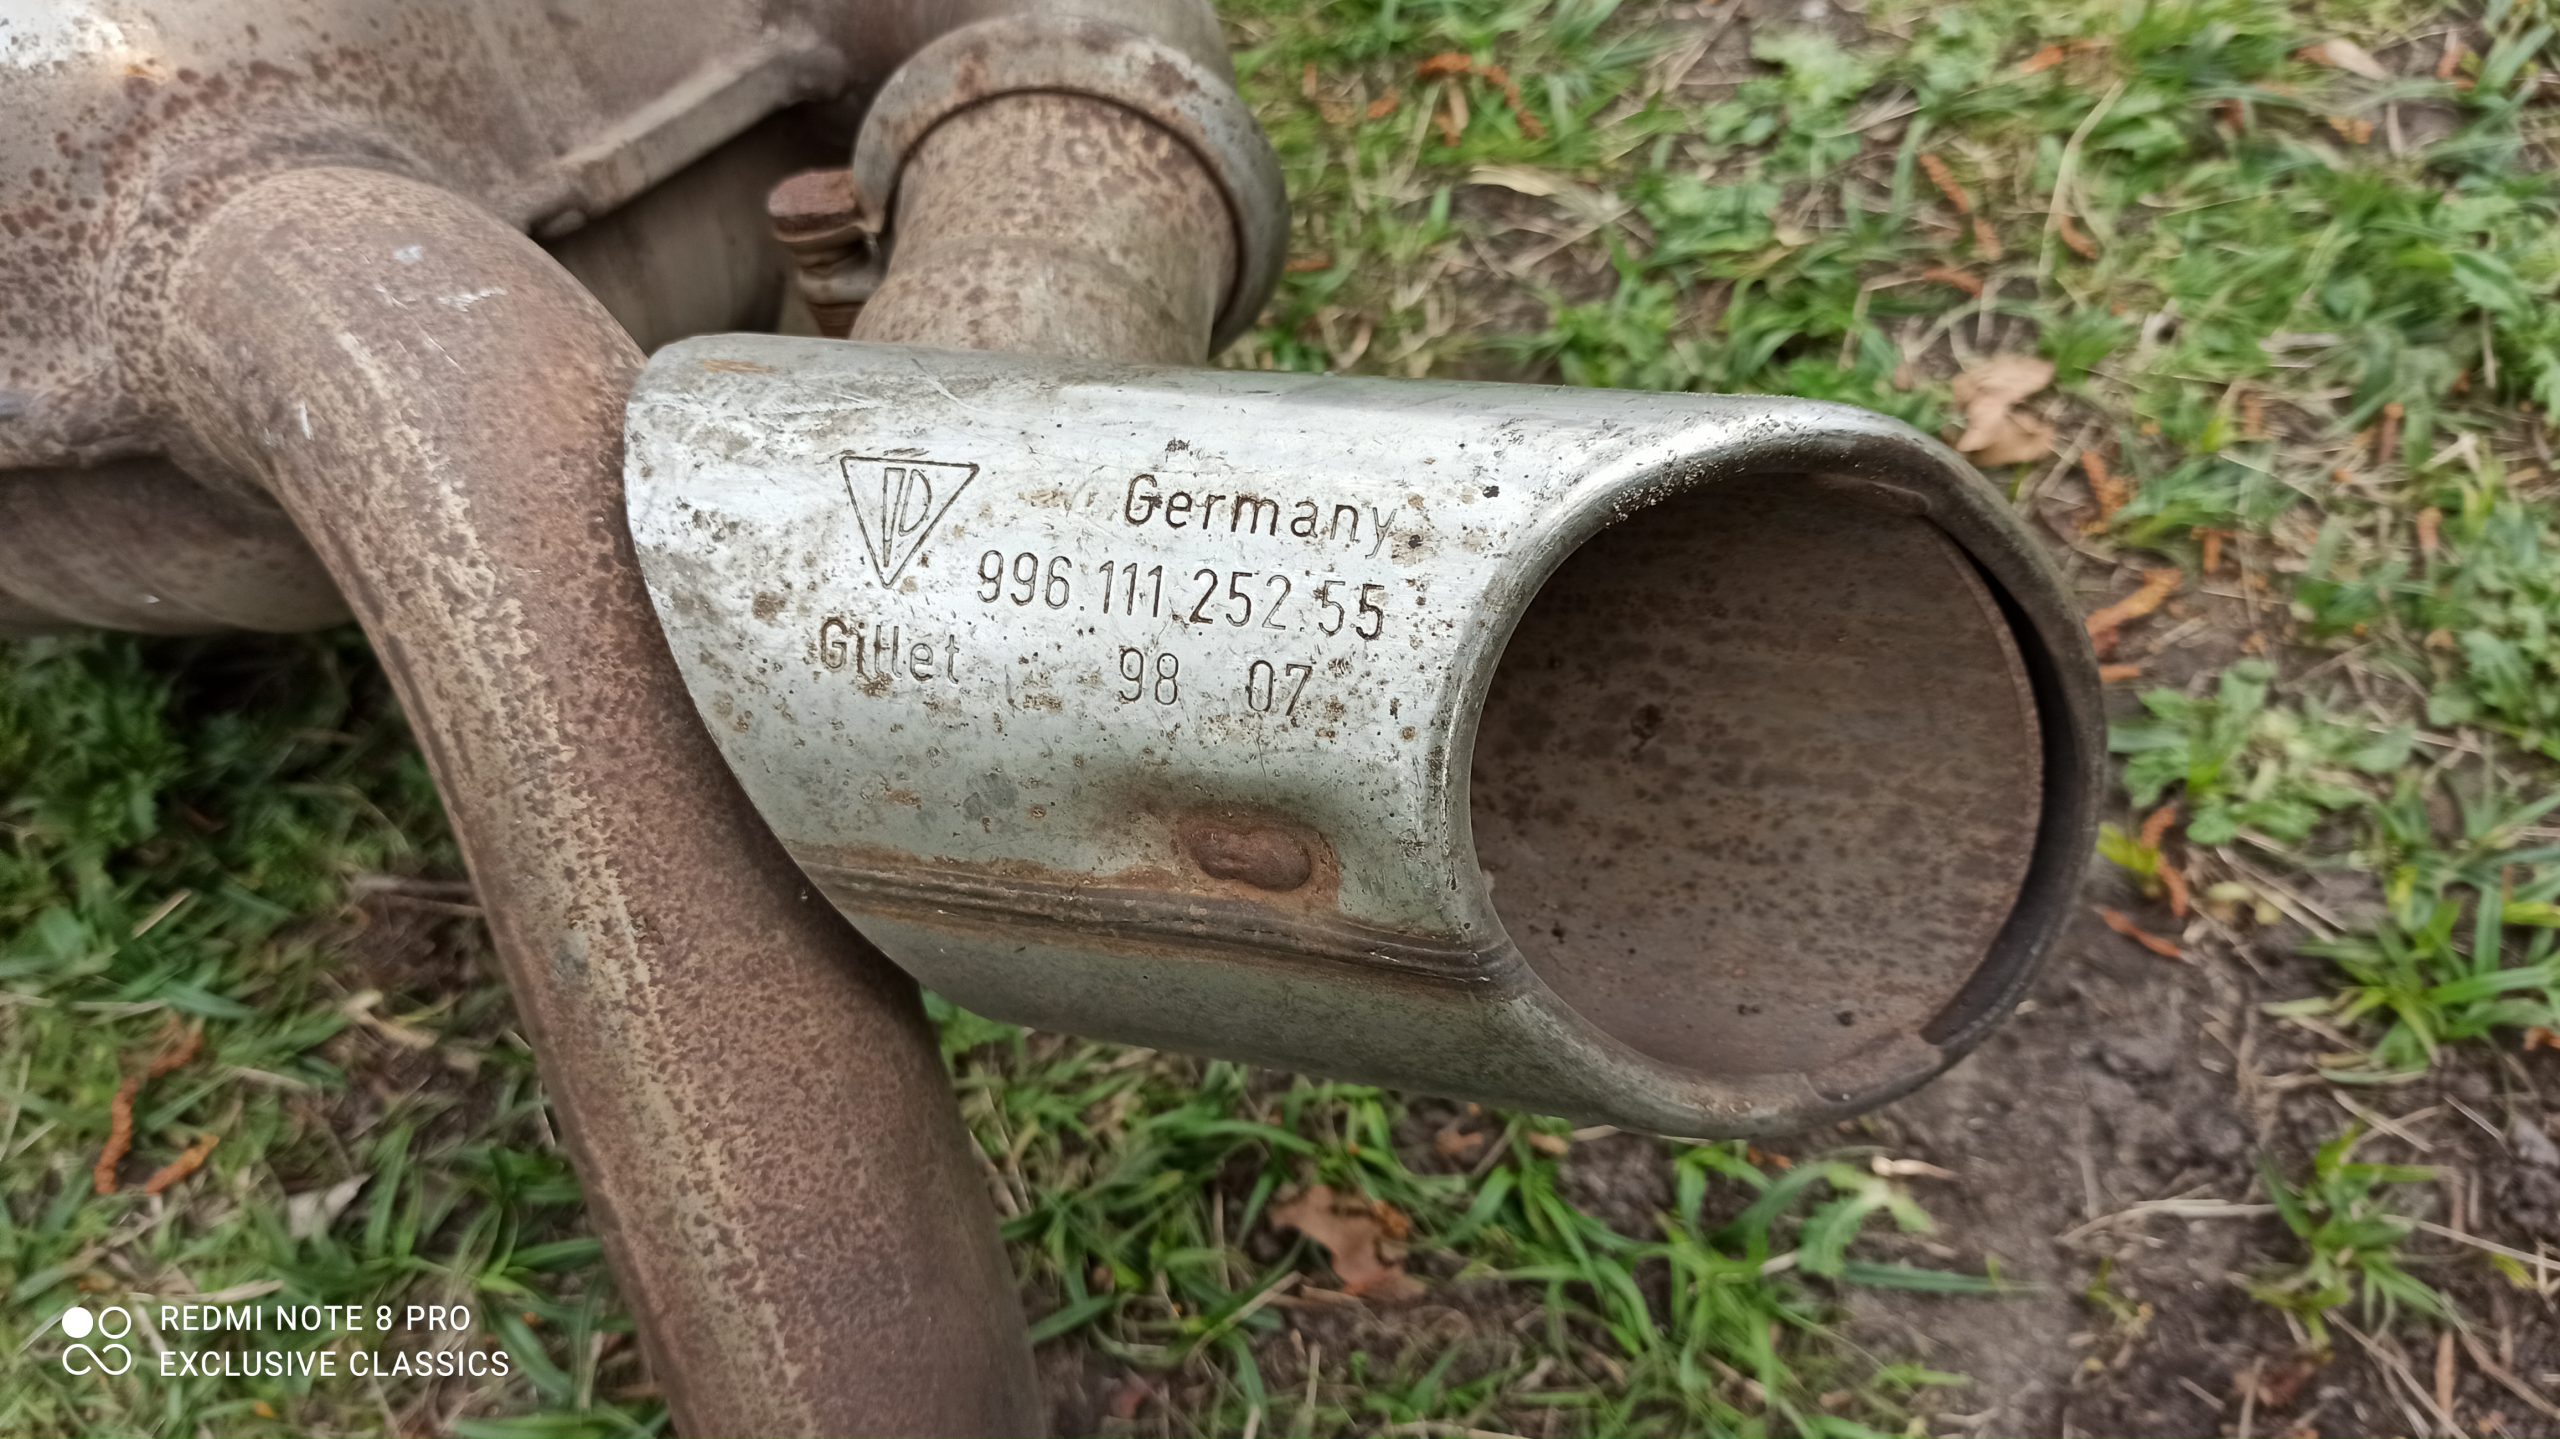 Germany
996.111.252.55
Gillet 98 07
REDMI NOTE 8 PRO
EXCLUSIVE CLASSICS